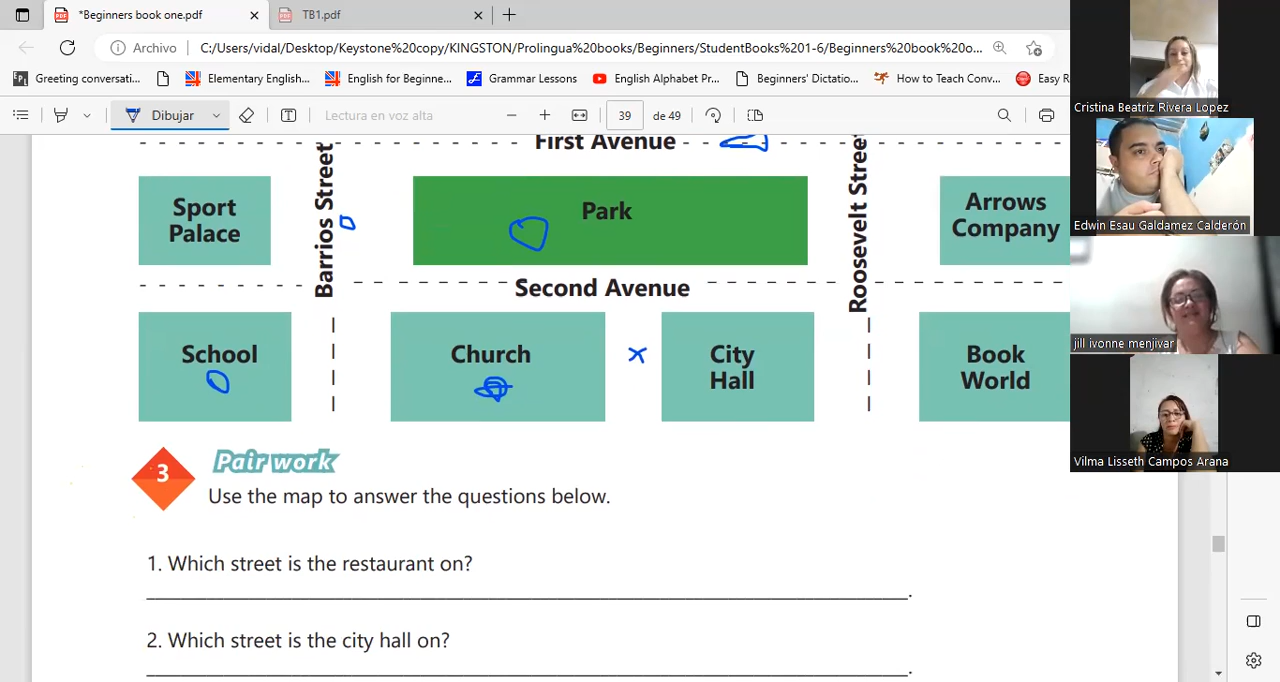 *Beginners book one.pdf
TB1.pdf
Archivo
C:/Users/vidal/Desktop/Keystone%20copy/KINGSTON/Prolingua%20books/Beginners/StudentBooks%201-6/Beginners%20book%20o...
Greeting conversati...
Elementary English...
English for Beginne...
Grammar Lessons
English Alphabet Pr...
Beginners' Dictatio...
How to Teach Conv...
Easy R
Dibujar
Lectura en voz alta
39
de 49
First Avenue
Barrios Street
Roosevelt Street
Sport
Palace
Park
Arrows
Company
Second Avenue
School
Church
City
Hall
Book
World
3
Pair work
Use the map to answer the questions below.
1. Which street is the restaurant on?
2. Which street is the city hall on?
Cristina Beatriz Rivera Lopez
Edwin Esau Galdamez Calderón
jill ivonne menjivar
Vilma Lisseth Campos Arana